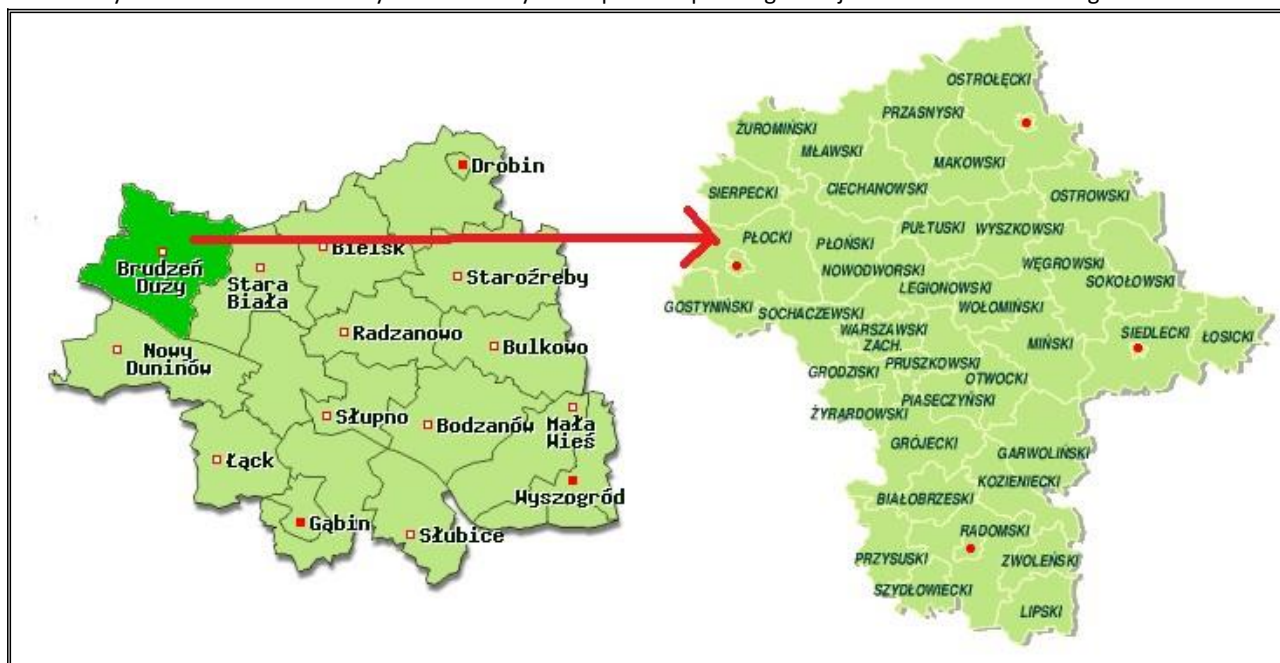 Drobin
Bielsk
Brudzeń
Duży
Stara
Biała
Staroźreby
Radzanowo
Bulkowo
Nowy
Duninów
Słupno
Bodzanów
Mała
Wieś
Łąck
Wyszogród
Gąbin
Słubice
OSTROŁĘCKI
PRZASNYSKI
ŻUROMIŃSKI
MŁAWSKI
MAKOWSKI
SIERPECKI
CIECHANOWSKI
OSTROWSKI
PŁOCKI
PŁOŃSKI
PUŁTUSKI
WYSZKOWSKI
NOWODWORSKI
WĘGROWSKI
SOKOŁOWSKI
LEGIONOWSKI
GOSTYNIŃSKI
SOCHACZEWSKI
WOŁOMIŃSKI
WARSZAWSKI
ZACH.
SIEDLECKI
ŁOSICKI
MIŃSKI
PRUSZKOWSKI
GRODZISKI
OTWOCKI
PIASECZYŃSKI
ŻYRARDOWSKI
GRÓJECKI
GARWOLIŃSKI
KOZIENICKI
BIAŁOBRZESKI
RADOMSKI
PRZYSUSKI
ZWOLEŃSKI
SZYDŁOWIECKI
LIPSKI